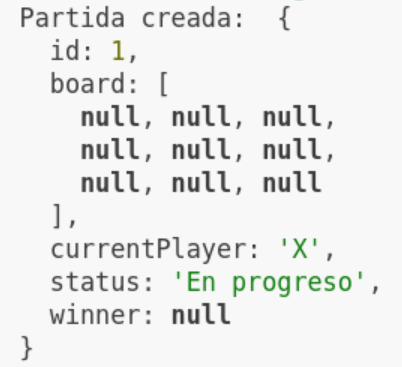 Partida creada:  {
  id: 1,
  board: [
    null, null, null,
    null, null, null,
    null, null, null
  ],
  currentPlayer: 'X',
  status: 'En progreso',
  winner: null
}